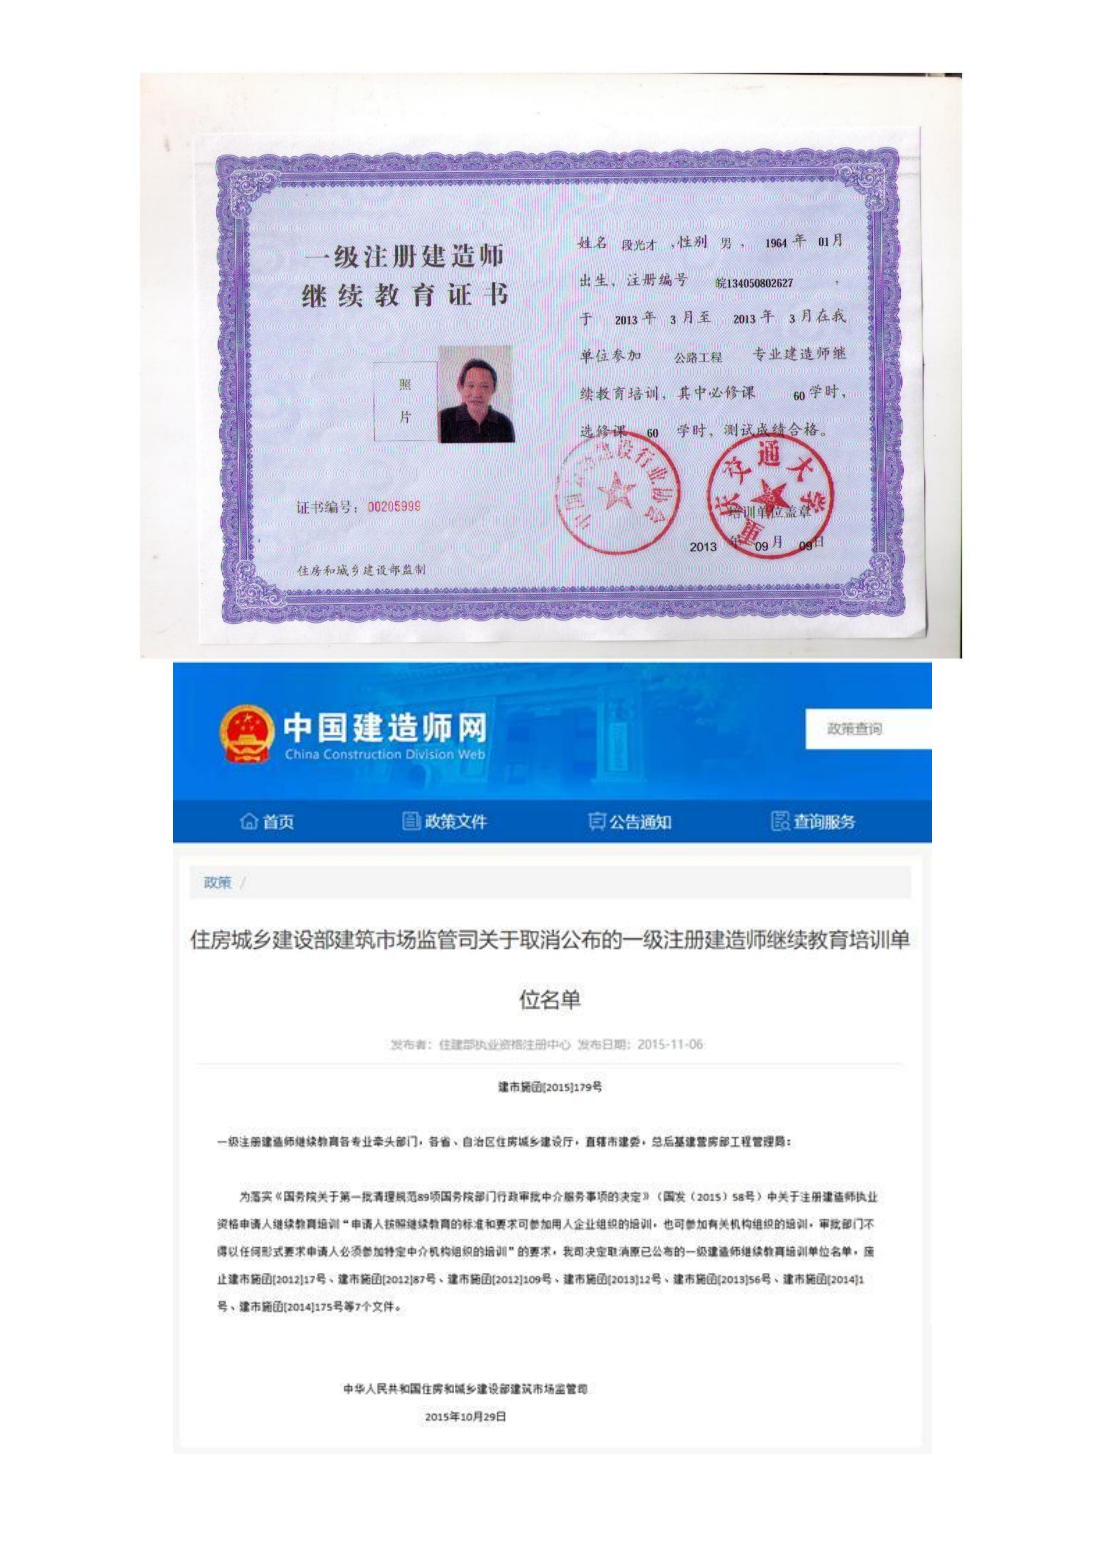 一级注册建造师
继续教育证书
照
片
证书编号：00205999
住房和城乡建设部监制
姓名 段光才 ，性别 男 ， 1964 年 01 月
出生，注册编号 皖134050802627 ，
于 2013 年 3 月至 2013 年 3 月在我
单位参加 公路工程 专业建造师继
续教育培训，其中必修课 60 学时，
选修课 60 学时，测试成绩合格。
建设行业协会
重庆交通大学
培训单位盖章
2013 年 09 月 09 日
中国建造师网
China Construction Division Web
政策查询
首页 政策文件 公告通知 查询服务
政策 /
住房城乡建设部建筑市场监管司关于取消公布的一级注册建造师继续教育培训单
位名单
发布者：住建部执业资格注册中心 发布日期：2015-11-06
建市施函[2015]179号
一级注册建造师继续教育各专业牵头部门，各省、自治区住房城乡建设厅，直辖市建委，总后基建营房部工程管理局：
为落实《国务院关于第一批清理规范89项国务院部门行政审批中介服务事项的决定》（国发〔2015〕58号）中关于注册建造师执业
资格申请人继续教育培训“申请人按照继续教育的标准和要求可参加用人企业组织的培训，也可参加有关机构组织的培训，审批部门不
得以任何形式要求申请人必须参加特定中介机构组织的培训”的要求，我司决定取消原已公布的一级建造师继续教育培训单位名单，废
止建市施函[2012]17号、建市施函[2012]87号、建市施函[2012]109号、建市施函[2013]12号、建市施函[2013]56号、建市施函[2014]1
号、建市施函[2014]175号等7个文件。
中华人民共和国住房和城乡建设部建筑市场监管司
2015年10月29日